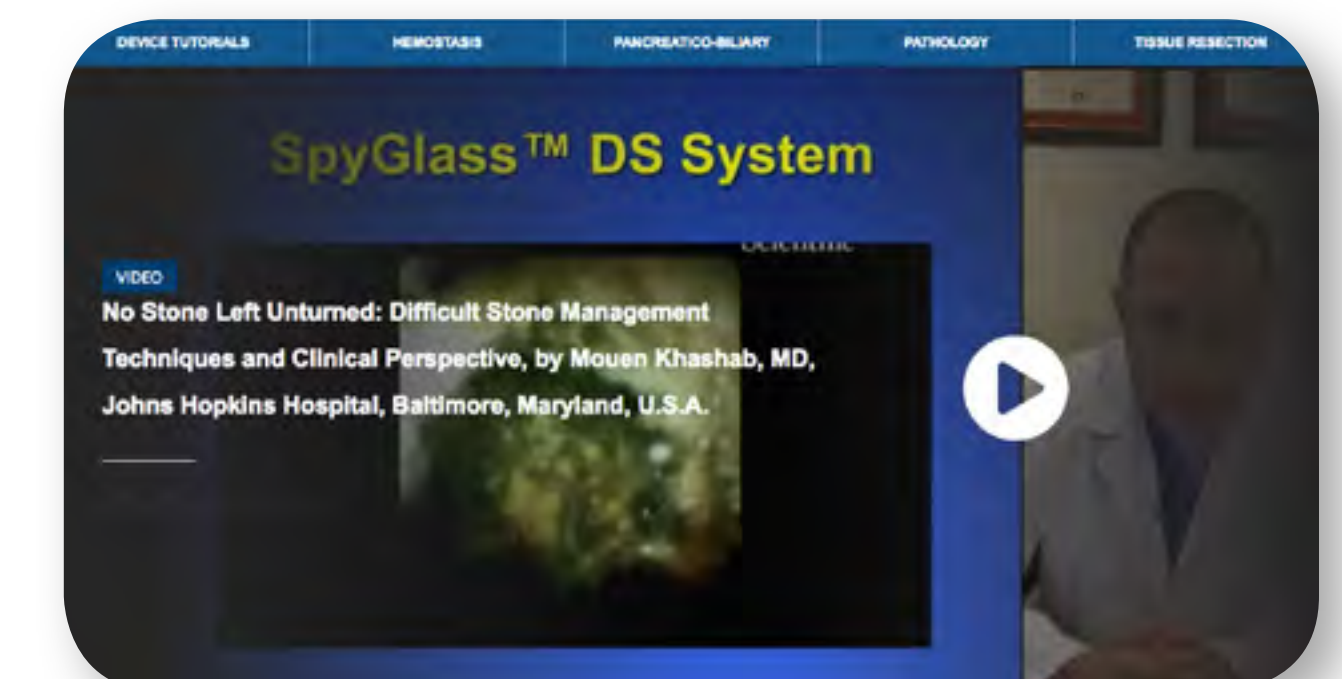 DEVICE TUTORIALS
HEMOSTASIS
PANCREATICO-BILIARY
PATHOLOGY
TISSUE RESECTION
SpyGlass™ DS System
Scientific
VIDEO
No Stone Left Unturned: Difficult Stone Management
Techniques and Clinical Perspective, by Mouen Khashab, MD,
Johns Hopkins Hospital, Baltimore, Maryland, U.S.A.